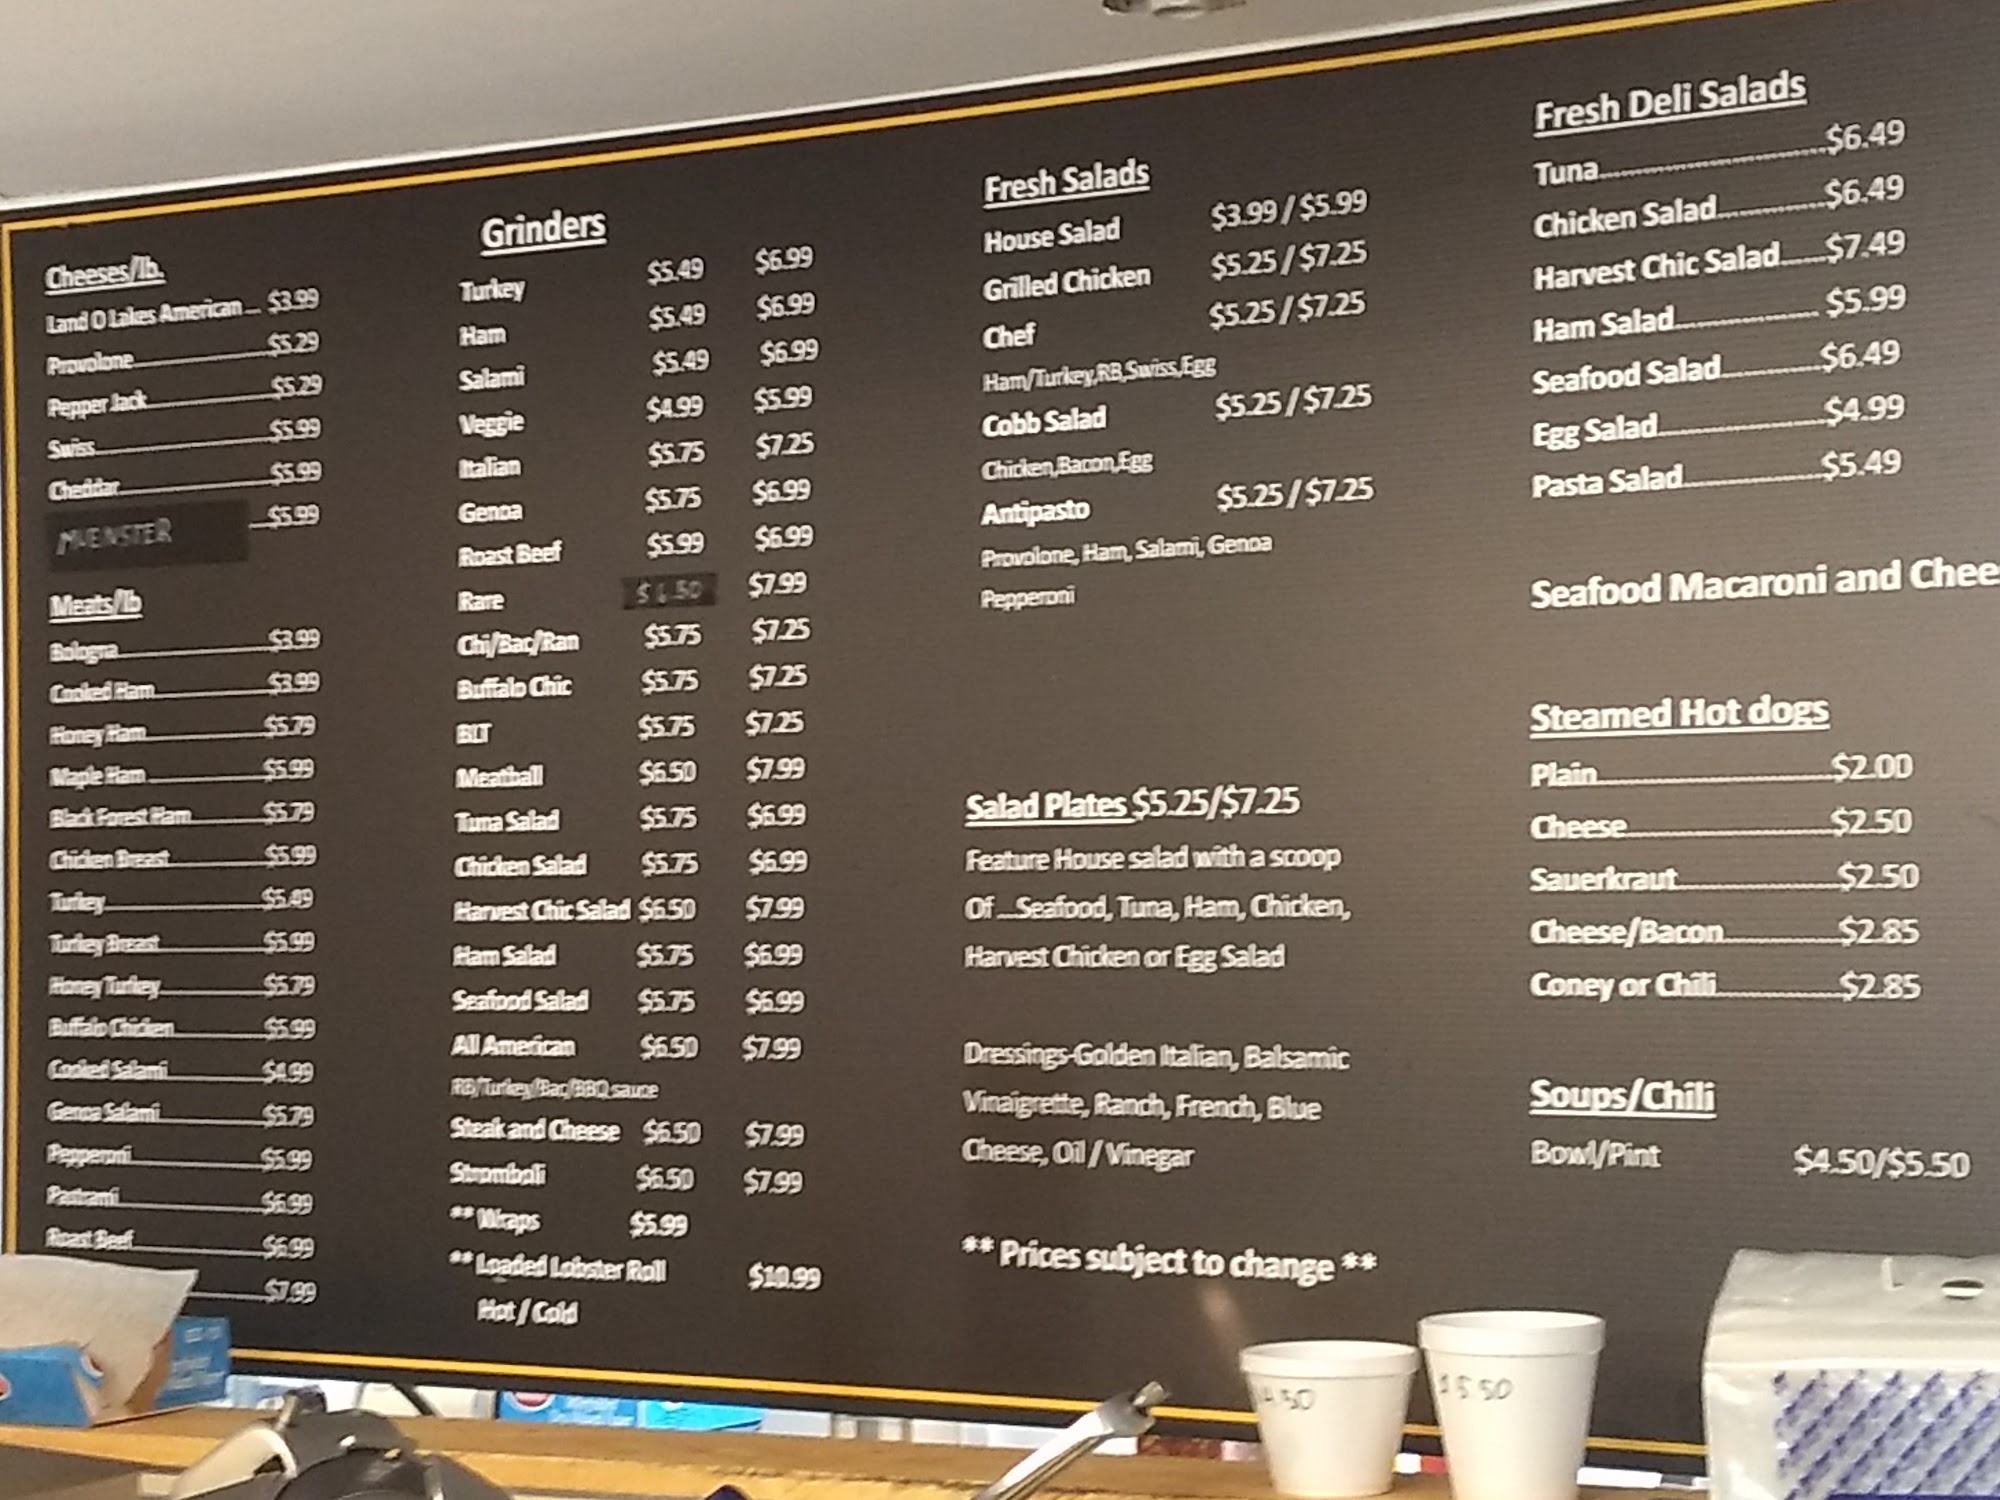 Cheeses/lb.
Land O Lakes American... $3.99
Provolone $5.29
Pepper Jack $5.29
Swiss $5.99
Cheddar $5.99
MUENSTER $5.99
Meats/lb
Bologna $3.99
Cooked Ham $3.99
Honey Ham $5.79
Maple Ham $5.99
Black Forest Ham $5.79
Chicken Breast $5.99
Turkey $5.49
Turkey Breast $5.99
Honey Turkey $5.79
Buffalo Chicken $5.99
Cooked Salami $4.99
Genoa Salami $5.79
Pepperoni $5.99
Pastrami $6.99
Roast Beef $6.99
$7.99
Grinders
Turkey $5.49 $6.99
Ham $5.49 $6.99
Salami $5.49 $6.99
Veggie $4.99 $5.99
Italian $5.75 $7.25
Genoa $5.75 $6.99
Roast Beef $5.99 $6.99
Rare $6.50 $7.99
Chi/Bac/Ran $5.75 $7.25
Buffalo Chic $5.75 $7.25
BLT $5.75 $7.25
Meatball $6.50 $7.99
Tuna Salad $5.75 $6.99
Chicken Salad $5.75 $6.99
Harvest Chic Salad $6.50 $7.99
Ham Salad $5.75 $6.99
Seafood Salad $5.75 $6.99
All American $6.50 $7.99
RB/Turkey/Bac/BBQ sauce
Steak and Cheese $6.50 $7.99
Stromboli $6.50 $7.99
** Wraps $5.99
** Loaded Lobster Roll $10.99
Hot / Cold
Fresh Salads
House Salad $3.99 / $5.99
Grilled Chicken $5.25 / $7.25
Chef $5.25 / $7.25
Ham/Turkey,RB,Swiss,Egg
Cobb Salad $5.25 / $7.25
Chicken,Bacon,Egg
Antipasto $5.25 / $7.25
Provolone, Ham, Salami, Genoa
Pepperoni
Salad Plates $5.25/$7.25
Feature House salad with a scoop
Of ...Seafood, Tuna, Ham, Chicken,
Harvest Chicken or Egg Salad
Dressings-Golden Italian, Balsamic
Vinaigrette, Ranch, French, Blue
Cheese, Oil / Vinegar
** Prices subject to change **
Fresh Deli Salads
Tuna $6.49
Chicken Salad $6.49
Harvest Chic Salad $7.49
Ham Salad $5.99
Seafood Salad $6.49
Egg Salad $4.99
Pasta Salad $5.49
Seafood Macaroni and Chee
Steamed Hot dogs
Plain $2.00
Cheese $2.50
Sauerkraut $2.50
Cheese/Bacon $2.85
Coney or Chili $2.85
Soups/Chili
Bowl/Pint $4.50/$5.50
4.50
$5.50